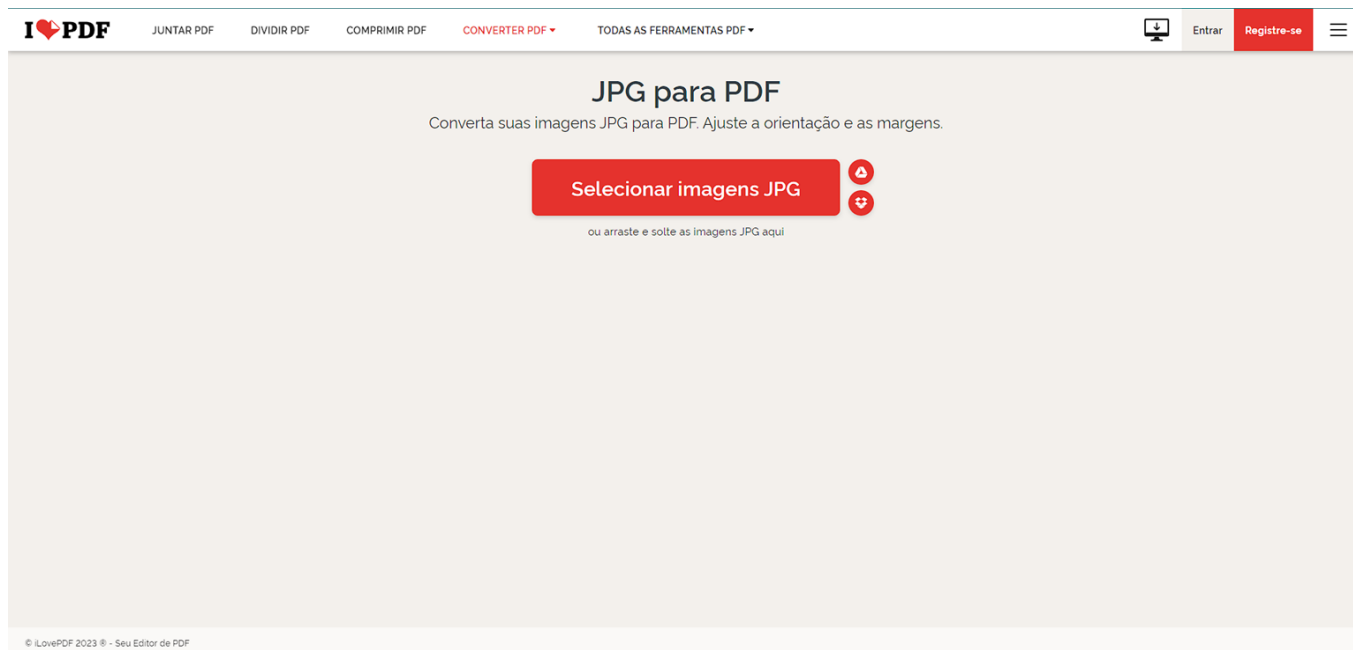 I PDF
JUNTAR PDF
DIVIDIR PDF
COMPRIMIR PDF
CONVERTER PDF
TODAS AS FERRAMENTAS PDF
Entrar
Registre-se
JPG para PDF
Converta suas imagens JPG para PDF. Ajuste a orientação e as margens.
Selecionar imagens JPG
ou arraste e solte as imagens JPG aqui
© iLovePDF 2023 ® - Seu Editor de PDF